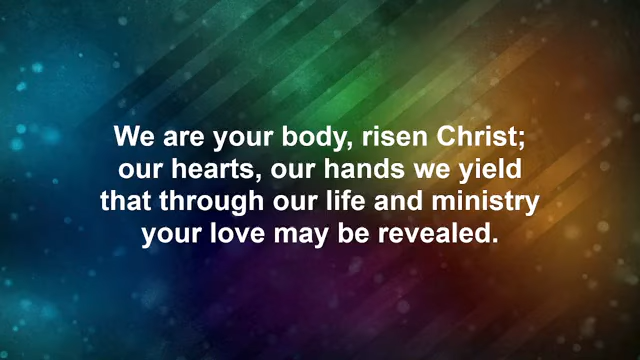 We are your body, risen Christ;
our hearts, our hands we yield
that through our life and ministry
your love may be revealed.